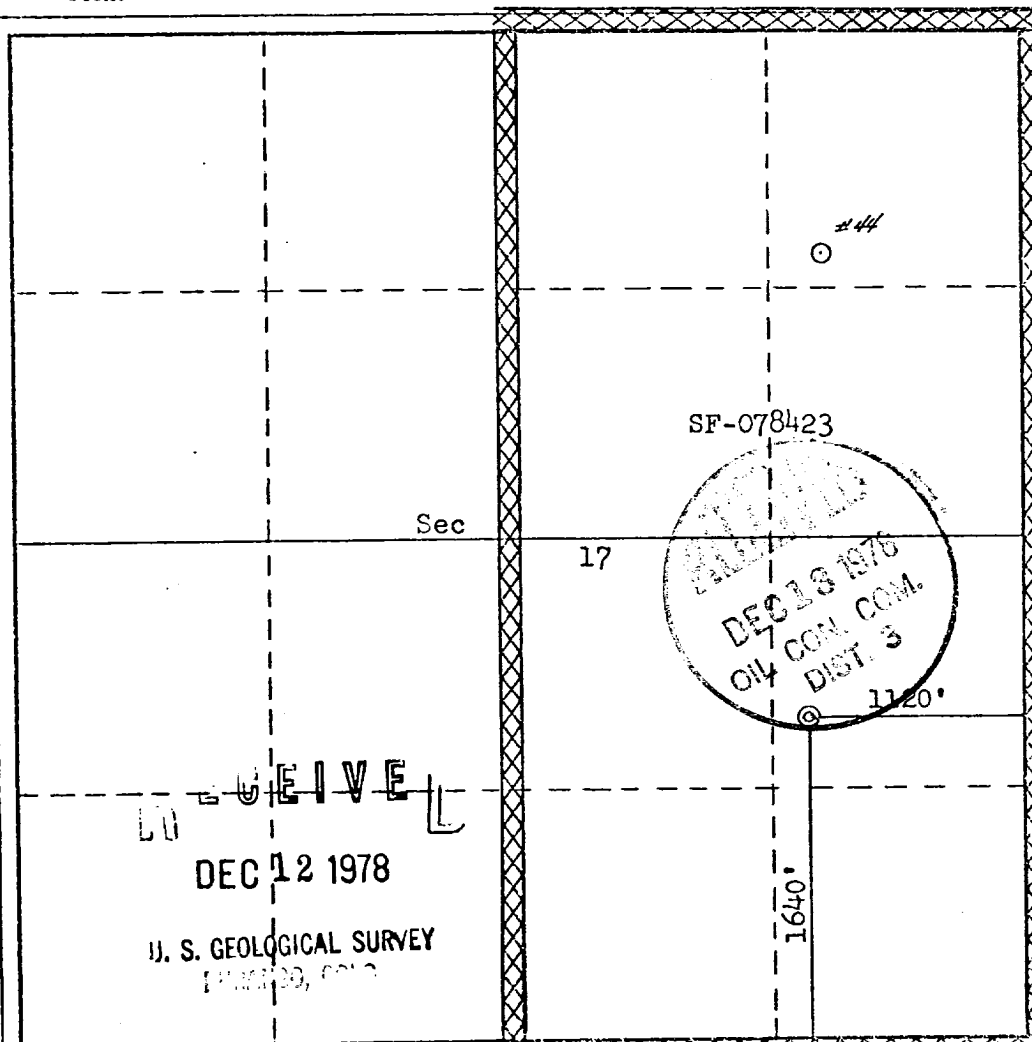 #44
SF-078423
Sec
17
DEC 13 1978
OIL CON. COM.
DIST. 3
1120'
DEC 12 1978
1640'
U. S. GEOLOGICAL SURVEY